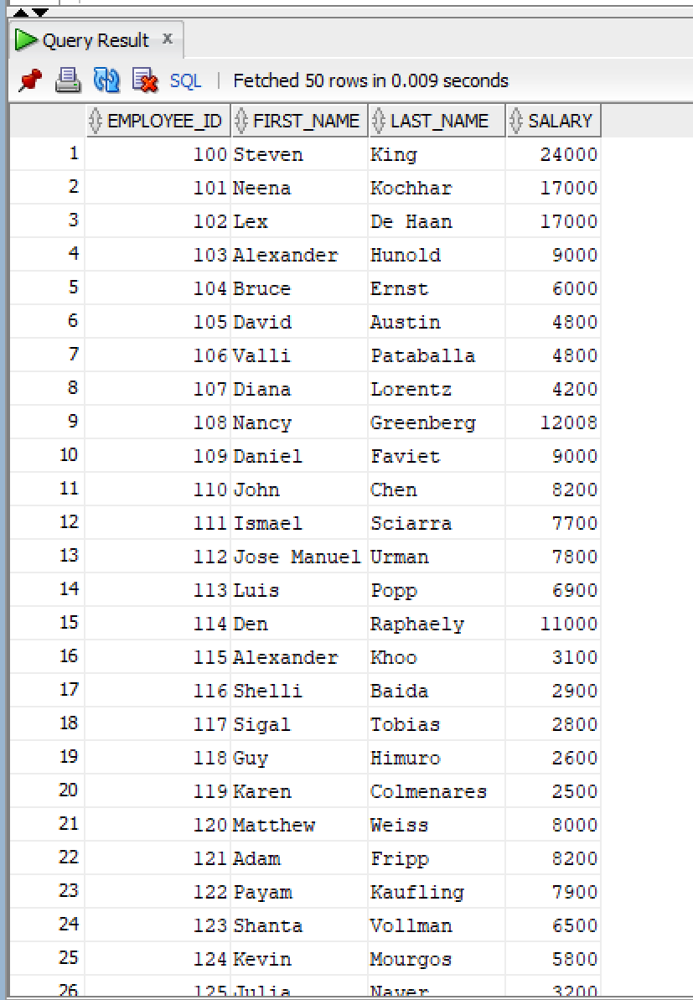 Query Result x
SQL | Fetched 50 rows in 0.009 seconds
EMPLOYEE_ID FIRST_NAME LAST_NAME SALARY
1 100 Steven King 24000
2 101 Neena Kochhar 17000
3 102 Lex De Haan 17000
4 103 Alexander Hunold 9000
5 104 Bruce Ernst 6000
6 105 David Austin 4800
7 106 Valli Pataballa 4800
8 107 Diana Lorentz 4200
9 108 Nancy Greenberg 12008
10 109 Daniel Faviet 9000
11 110 John Chen 8200
12 111 Ismael Sciarra 7700
13 112 Jose Manuel Urman 7800
14 113 Luis Popp 6900
15 114 Den Raphaely 11000
16 115 Alexander Khoo 3100
17 116 Shelli Baida 2900
18 117 Sigal Tobias 2800
19 118 Guy Himuro 2600
20 119 Karen Colmenares 2500
21 120 Matthew Weiss 8000
22 121 Adam Fripp 8200
23 122 Payam Kaufling 7900
24 123 Shanta Vollman 6500
25 124 Kevin Mourgos 5800
26 125 Julia Nayer 3200